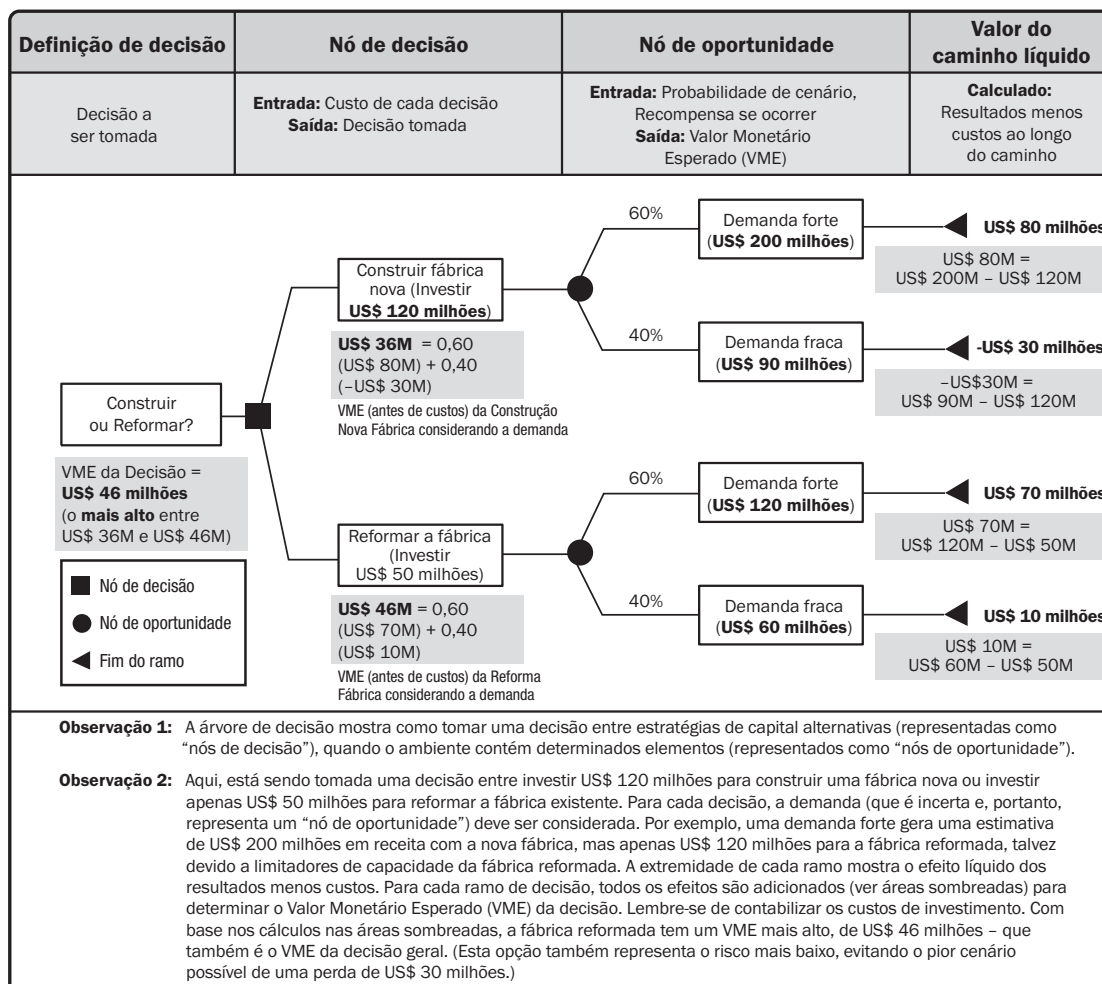 Definição de decisão
Nó de decisão
Nó de oportunidade
Valor do
caminho líquido
Decisão a
ser tomada
Entrada: Custo de cada decisão
Saída: Decisão tomada
Entrada: Probabilidade de cenário,
Recompensa se ocorrer
Saída: Valor Monetário
Esperado (VME)
Calculado:
Resultados menos
custos ao longo
do caminho
Construir
ou Reformar?
VME da Decisão =
US$ 46 milhões
(o mais alto entre
US$ 36M e US$ 46M)
Nó de decisão
Nó de oportunidade
Fim do ramo
Construir fábrica
nova (Investir
US$ 120 milhões)
US$ 36M = 0,60
(US$ 80M) + 0,40
(–US$ 30M)
VME (antes de custos) da Construção
Nova Fábrica considerando a demanda
60%
Demanda forte
(US$ 200 milhões)
US$ 80 milhões
US$ 80M =
US$ 200M – US$ 120M
40%
Demanda fraca
(US$ 90 milhões)
-US$ 30 milhões
–US$30M =
US$ 90M – US$ 120M
Reformar a fábrica
(Investir
US$ 50 milhões)
US$ 46M = 0,60
(US$ 70M) + 0,40
(US$ 10M)
VME (antes de custos) da Reforma
Fábrica considerando a demanda
60%
Demanda forte
(US$ 120 milhões)
US$ 70 milhões
US$ 70M =
US$ 120M – US$ 50M
40%
Demanda fraca
(US$ 60 milhões)
US$ 10 milhões
US$ 10M =
US$ 60M – US$ 50M
Observação 1: A árvore de decisão mostra como tomar uma decisão entre estratégias de capital alternativas (representadas como
“nós de decisão”), quando o ambiente contém determinados elementos (representados como “nós de oportunidade”).
Observação 2: Aqui, está sendo tomada uma decisão entre investir US$ 120 milhões para construir uma fábrica nova ou investir
apenas US$ 50 milhões para reformar a fábrica existente. Para cada decisão, a demanda (que é incerta e, portanto,
representa um “nó de oportunidade”) deve ser considerada. Por exemplo, uma demanda forte gera uma estimativa
de US$ 200 milhões em receita com a nova fábrica, mas apenas US$ 120 milhões para a fábrica reformada, talvez
devido a limitadores de capacidade da fábrica reformada. A extremidade de cada ramo mostra o efeito líquido dos
resultados menos custos. Para cada ramo de decisão, todos os efeitos são adicionados (ver áreas sombreadas) para
determinar o Valor Monetário Esperado (VME) da decisão. Lembre-se de contabilizar os custos de investimento. Com
base nos cálculos nas áreas sombreadas, a fábrica reformada tem um VME mais alto, de US$ 46 milhões – que
também é o VME da decisão geral. (Esta opção também representa o risco mais baixo, evitando o pior cenário
possível de uma perda de US$ 30 milhões.)